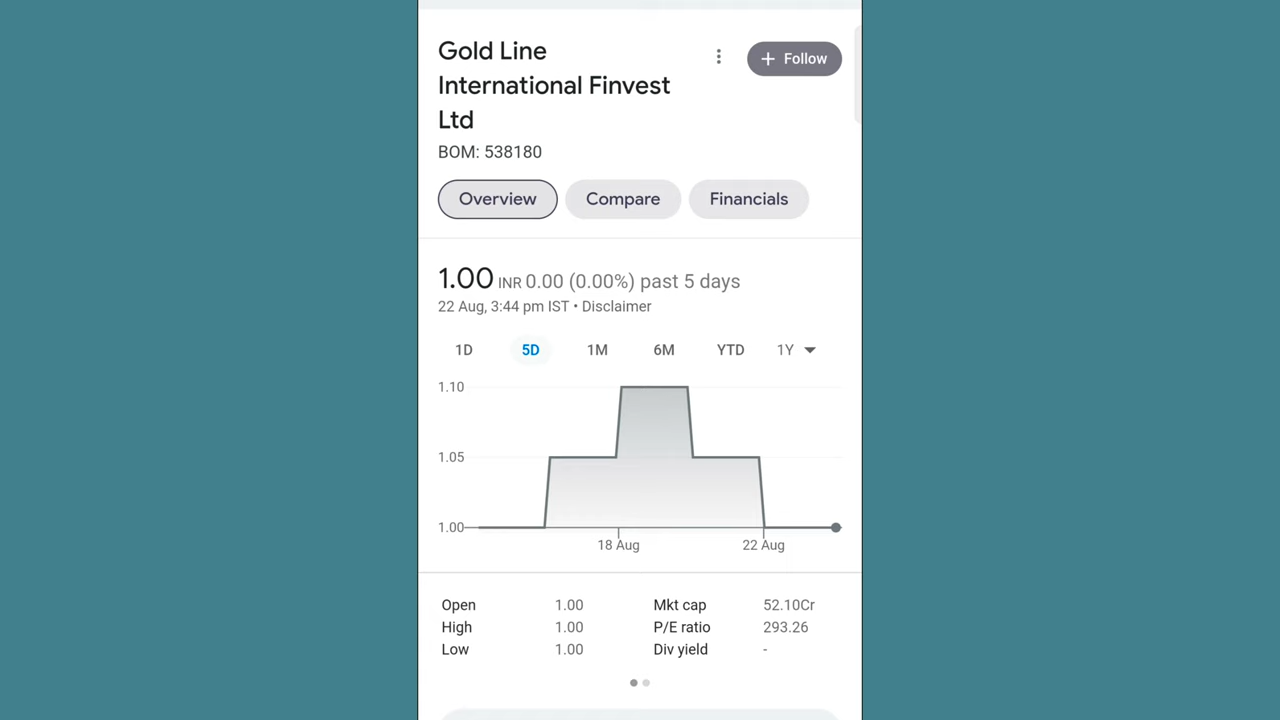 Gold Line
International Finvest
Ltd
+ Follow
BOM: 538180
Overview Compare Financials
1.00 INR 0.00 (0.00%) past 5 days
22 Aug, 3:44 pm IST • Disclaimer
1D 5D 1M 6M YTD 1Y
1.10
1.05
1.00
18 Aug 22 Aug
Open 1.00 Mkt cap 52.10Cr
High 1.00 P/E ratio 293.26
Low 1.00 Div yield -